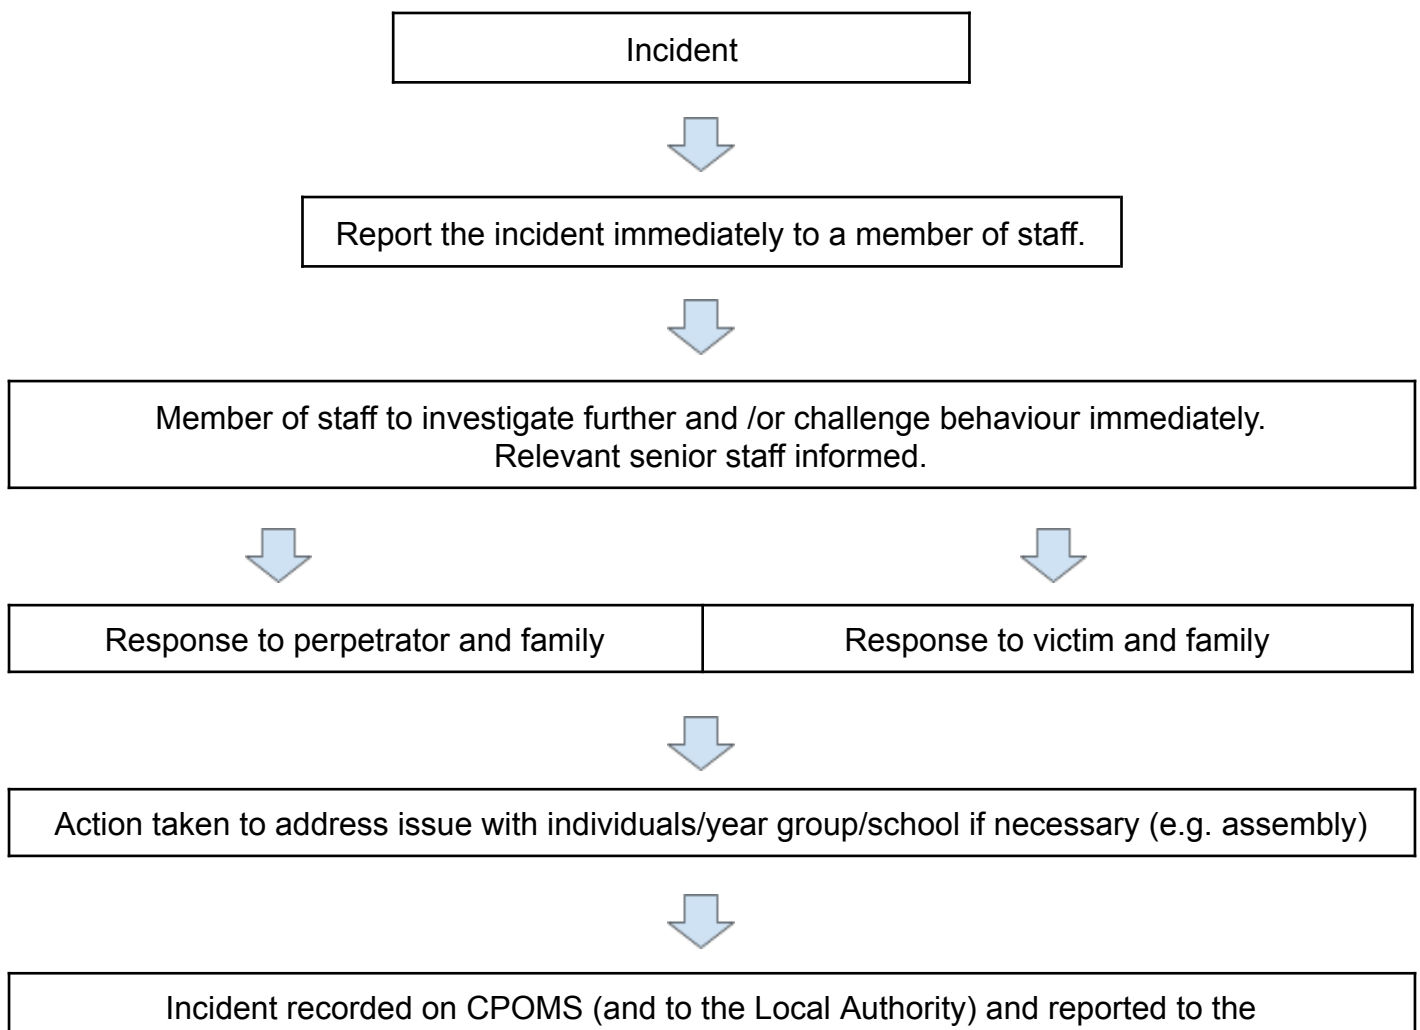 Incident
Report the incident immediately to a member of staff.
Member of staff to investigate further and /or challenge behaviour immediately.
Relevant senior staff informed.
Response to perpetrator and family
Response to victim and family
Action taken to address issue with individuals/year group/school if necessary (e.g. assembly)
Incident recorded on CPOMS (and to the Local Authority) and reported to the